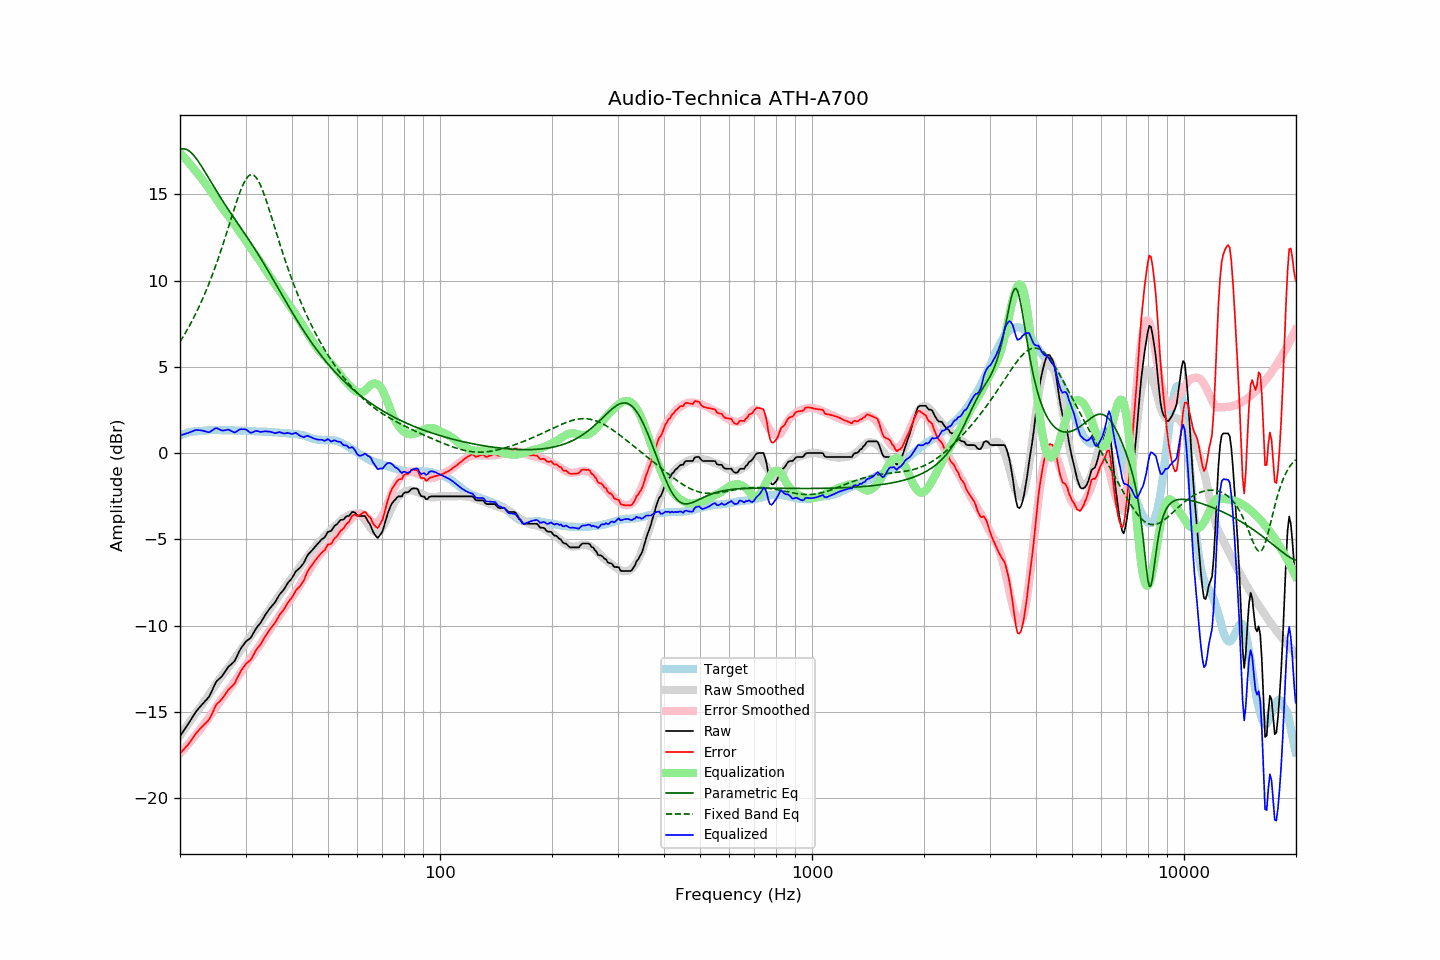 Audio-Technica ATH-A700
Amplitude (dBr)
15
10
5
0
−5
−10
−15
−20
100
1000
10000
Frequency (Hz)
Target
Raw Smoothed
Error Smoothed
Raw
Error
Equalization
Parametric Eq
Fixed Band Eq
Equalized